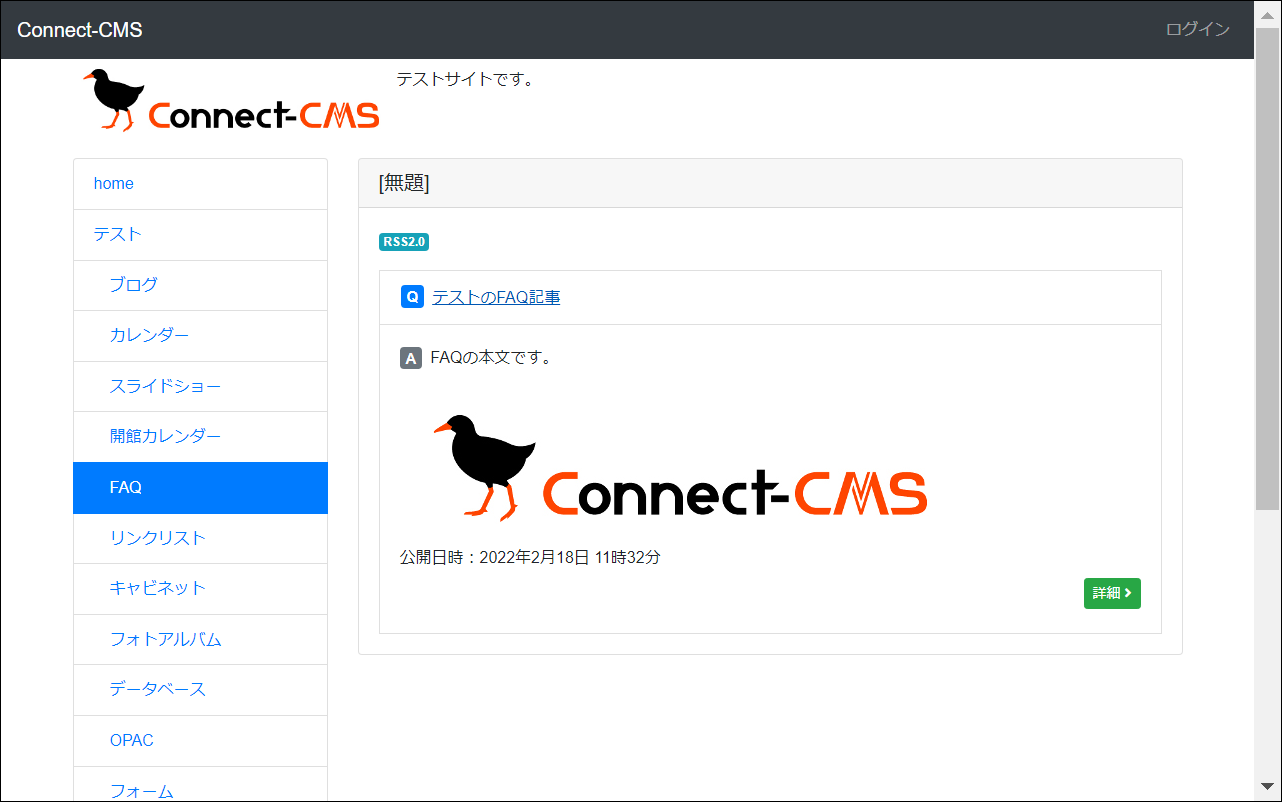 Connect-CMS
ログイン
Connect-CMS
テストサイトです。
home
テスト
ブログ
カレンダー
スライドショー
開館カレンダー
FAQ
リンクリスト
キャビネット
フォトアルバム
データベース
OPAC
フォーム
[無題]
RSS2.0
Q テストのFAQ記事
A FAQの本文です。
Connect-CMS
公開日時：2022年2月18日 11時32分
詳細